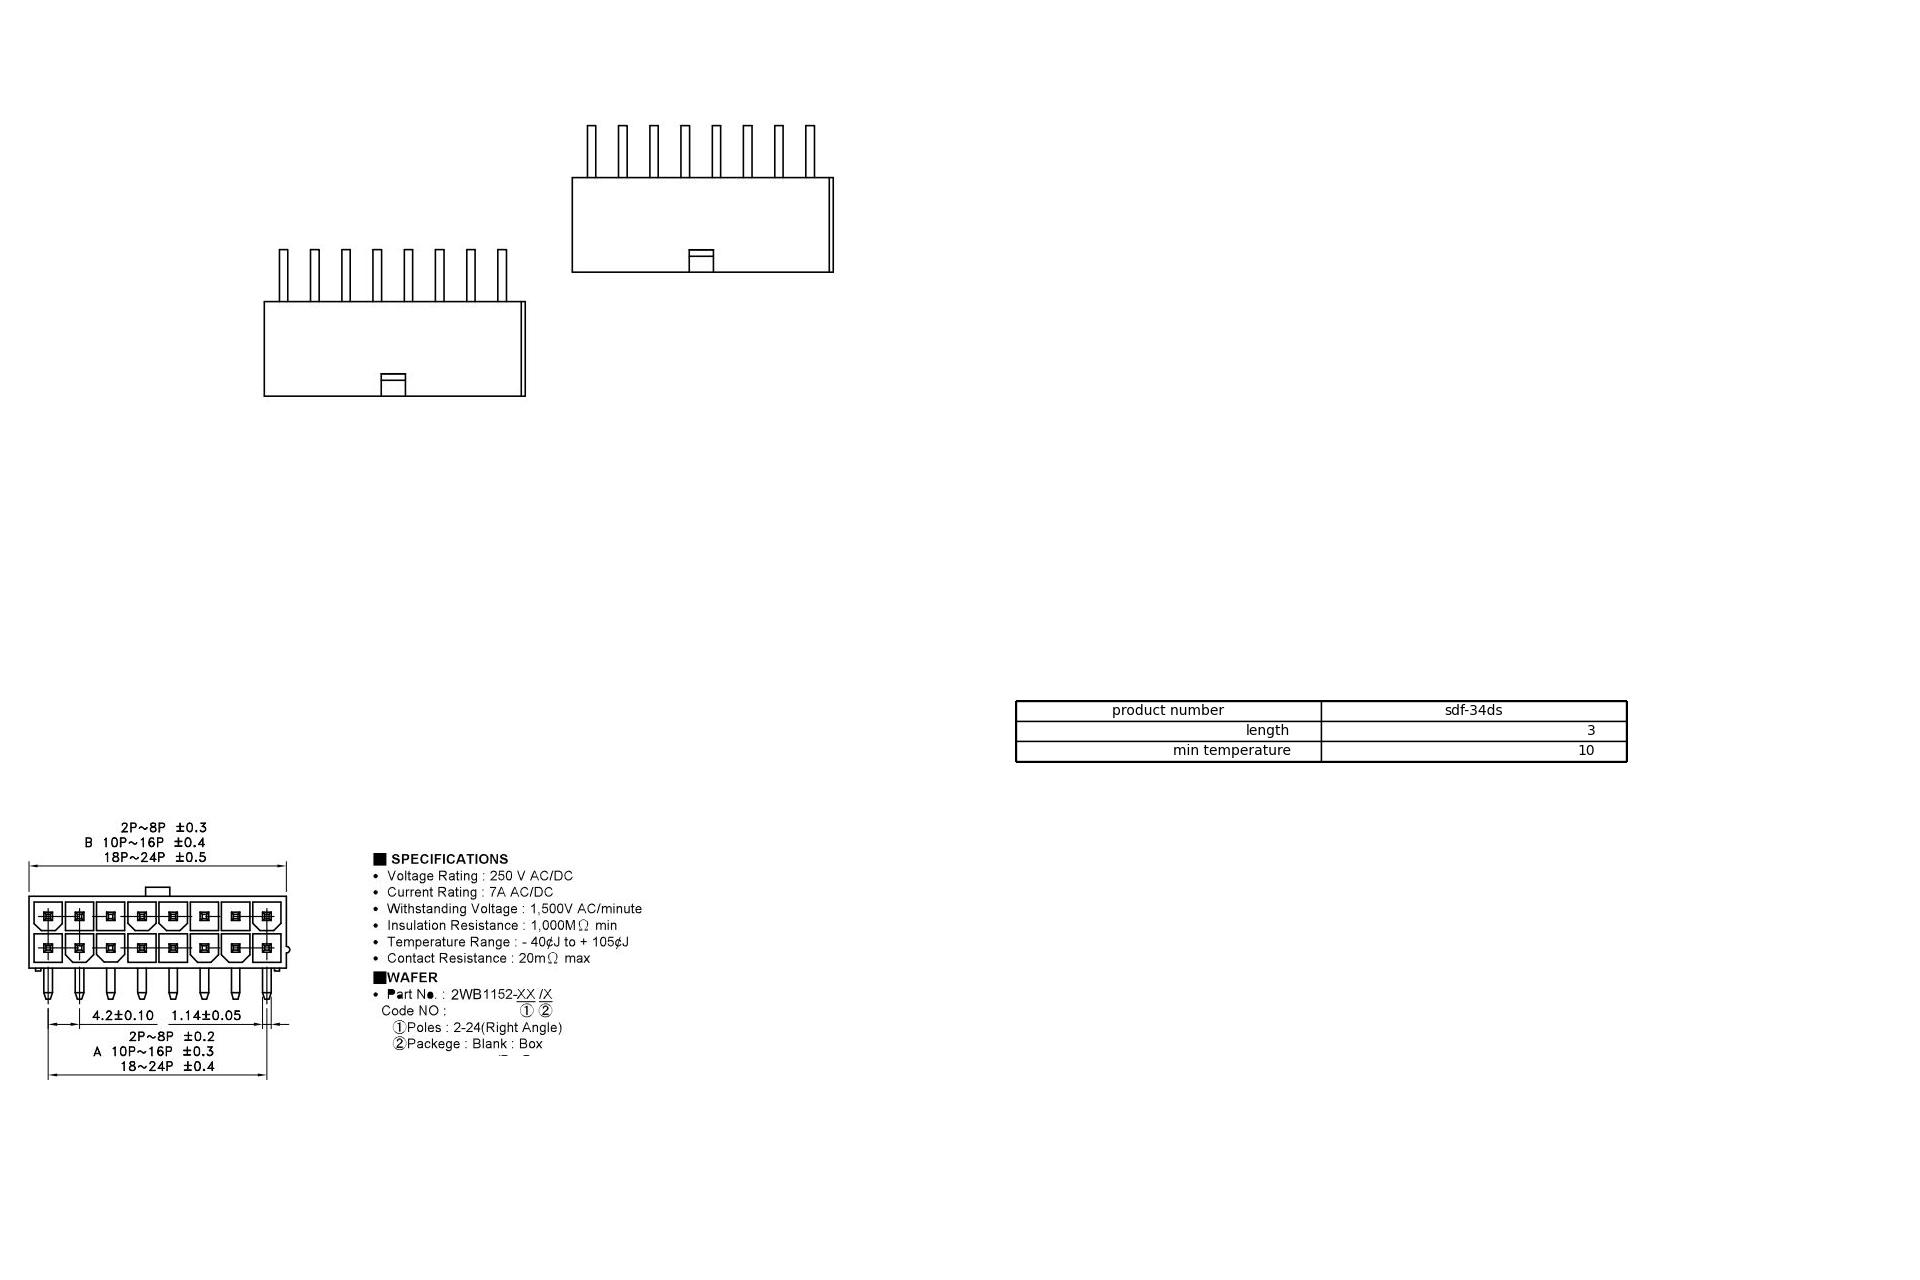 product number sdf-34ds
length 3
min temperature 10
2P~8P ±0.3
B 10P~16P ±0.4
18P~24P ±0.5
4.2±0.10 1.14±0.05
2P~8P ±0.2
A 10P~16P ±0.3
18~24P ±0.4
■ SPECIFICATIONS
• Voltage Rating : 250 V AC/DC
• Current Rating : 7A AC/DC
• Withstanding Voltage : 1,500V AC/minute
• Insulation Resistance : 1,000MΩ min
• Temperature Range : - 40¢J to + 105¢J
• Contact Resistance : 20mΩ max
■WAFER
• Part No. : 2WB1152-XX /X
Code NO : ① ②
①Poles : 2-24(Right Angle)
②Packege : Blank : Box